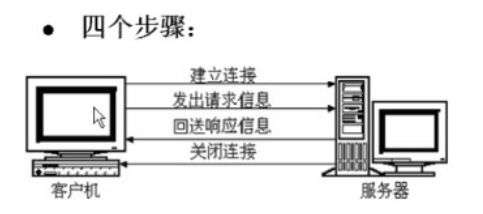 四个步骤：
建立连接
发出请求信息
回送响应信息
关闭连接
客户机
服务器